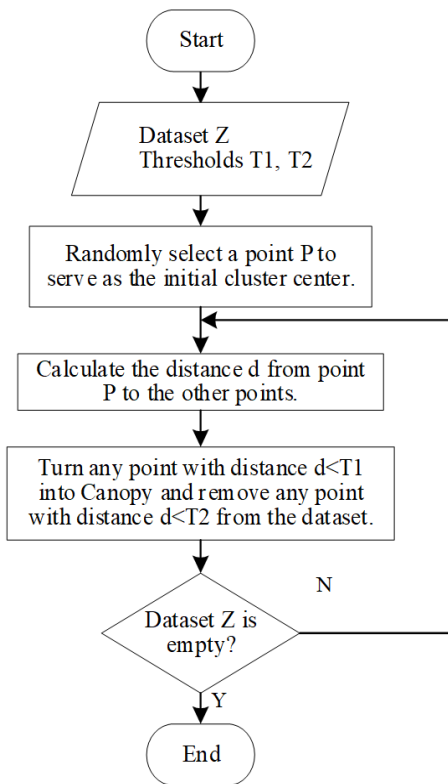 Start
Dataset Z
Thresholds T1, T2
Randomly select a point P to
serve as the initial cluster center.
Calculate the distance d from point
P to the other points.
Turn any point with distance d<T1
into Canopy and remove any point
with distance d<T2 from the dataset.
N
Dataset Z is
empty?
Y
End